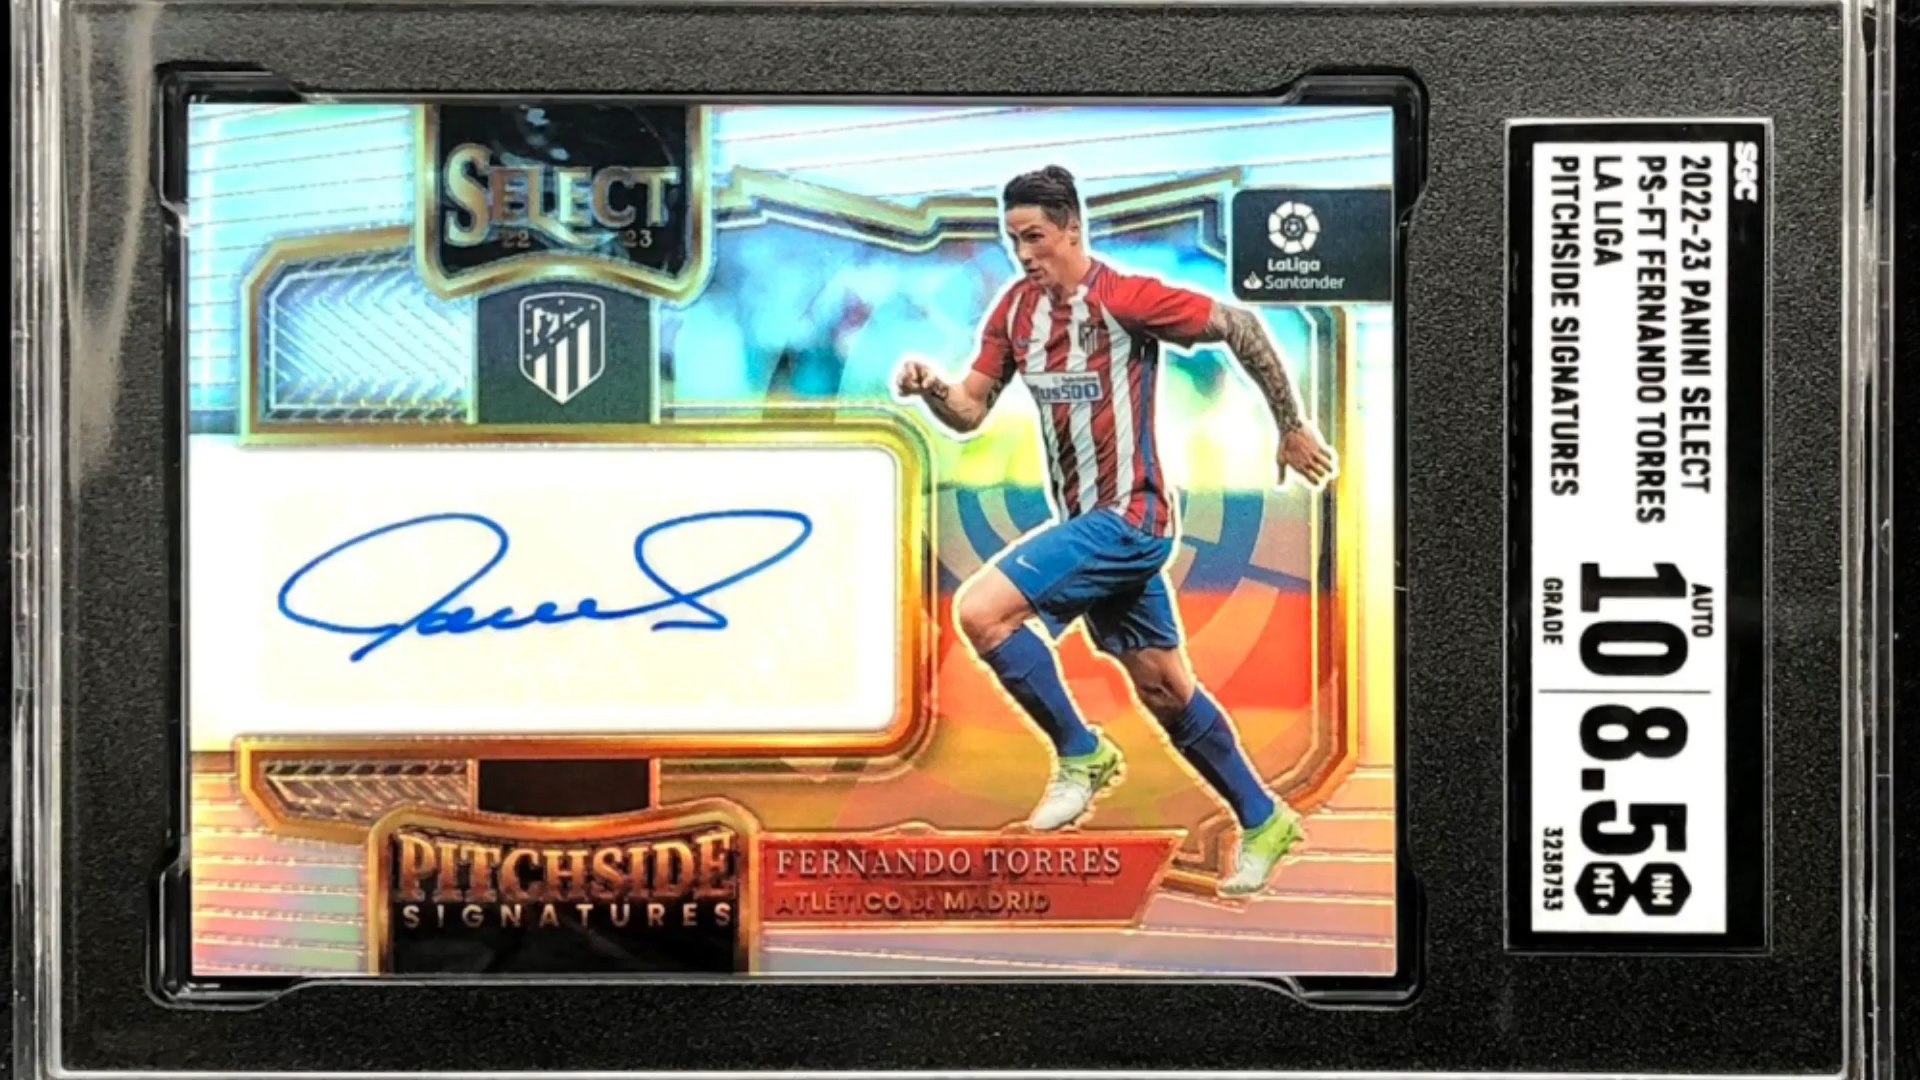 SELECT
22 23
LaLiga
Santander
Plus500
PITCHSIDE
SIGNATURES
FERNANDO TORRES
ATLÉTICO DE MADRID
SGC
2022-23 PANINI SELECT
PS-FT FERNANDO TORRES
LA LIGA
PITCHSIDE SIGNATURES
AUTO
10
GRADE
8.5
NM
MT+
3238753